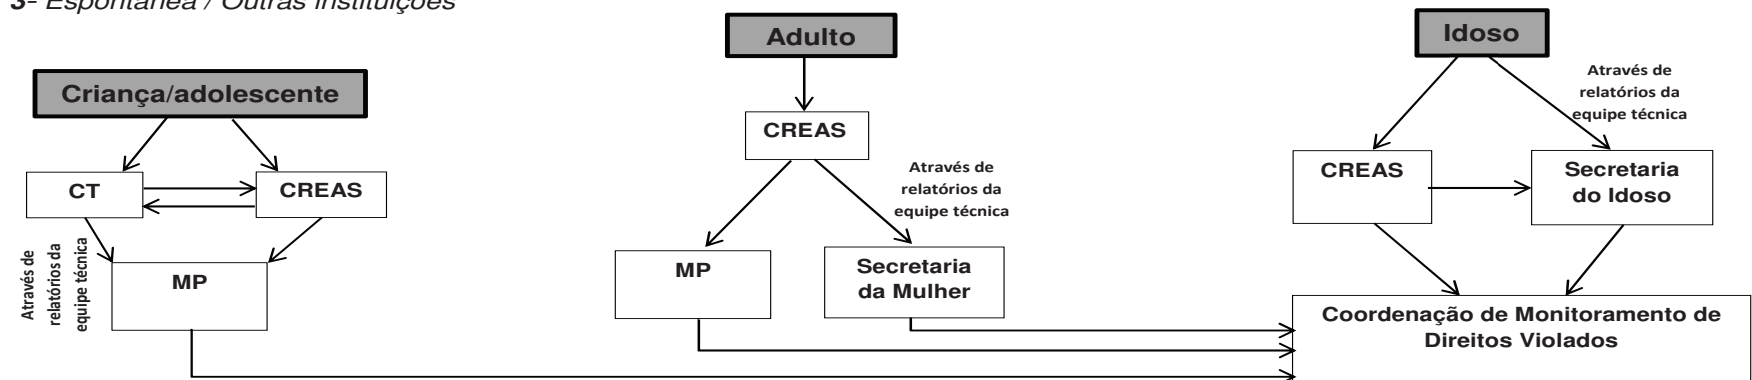 3- Espontânea / Outras instituições
Criança/adolescente
CT
CREAS
Através de
relatórios da
equipe técnica
MP
Adulto
CREAS
Através de
relatórios da
equipe técnica
MP
Secretaria
da Mulher
Idoso
Através de
relatórios da
equipe técnica
CREAS
Secretaria
do Idoso
Coordenação de Monitoramento de
Direitos Violados